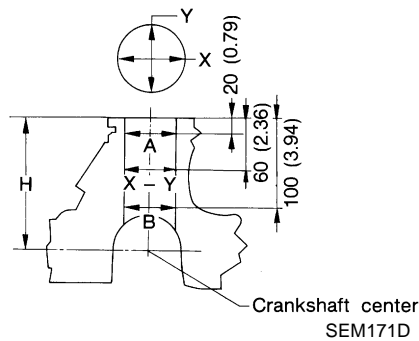 Y
X
20 (0.79)
60 (2.36)
100 (3.94)
A
H
X – Y
B
Crankshaft center
SEM171D